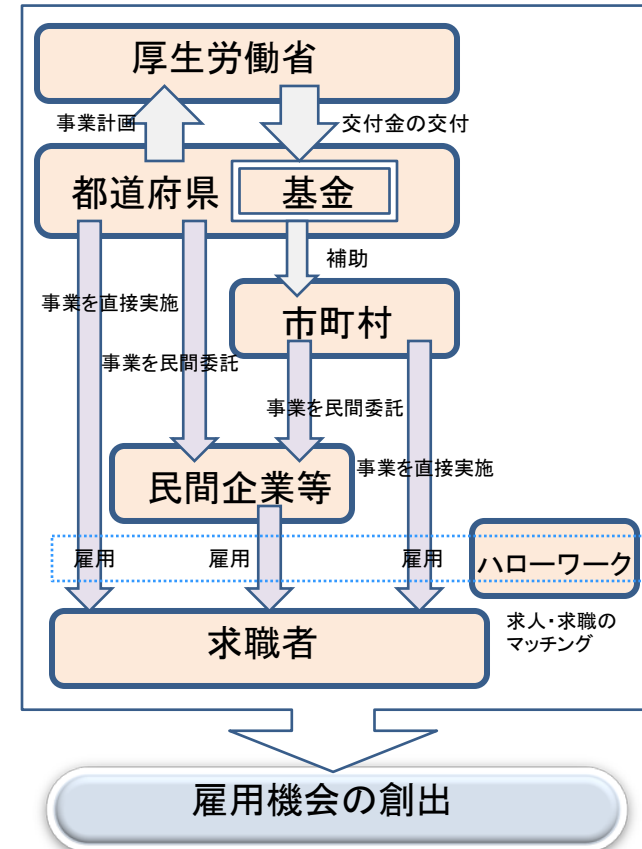 厚生労働省
事業計画
交付金の交付
都道府県
基金
補助
事業を直接実施
市町村
事業を民間委託
事業を民間委託
事業を直接実施
民間企業等
雇用
雇用
雇用
ハローワーク
求職者
求人・求職の
マッチング
雇用機会の創出